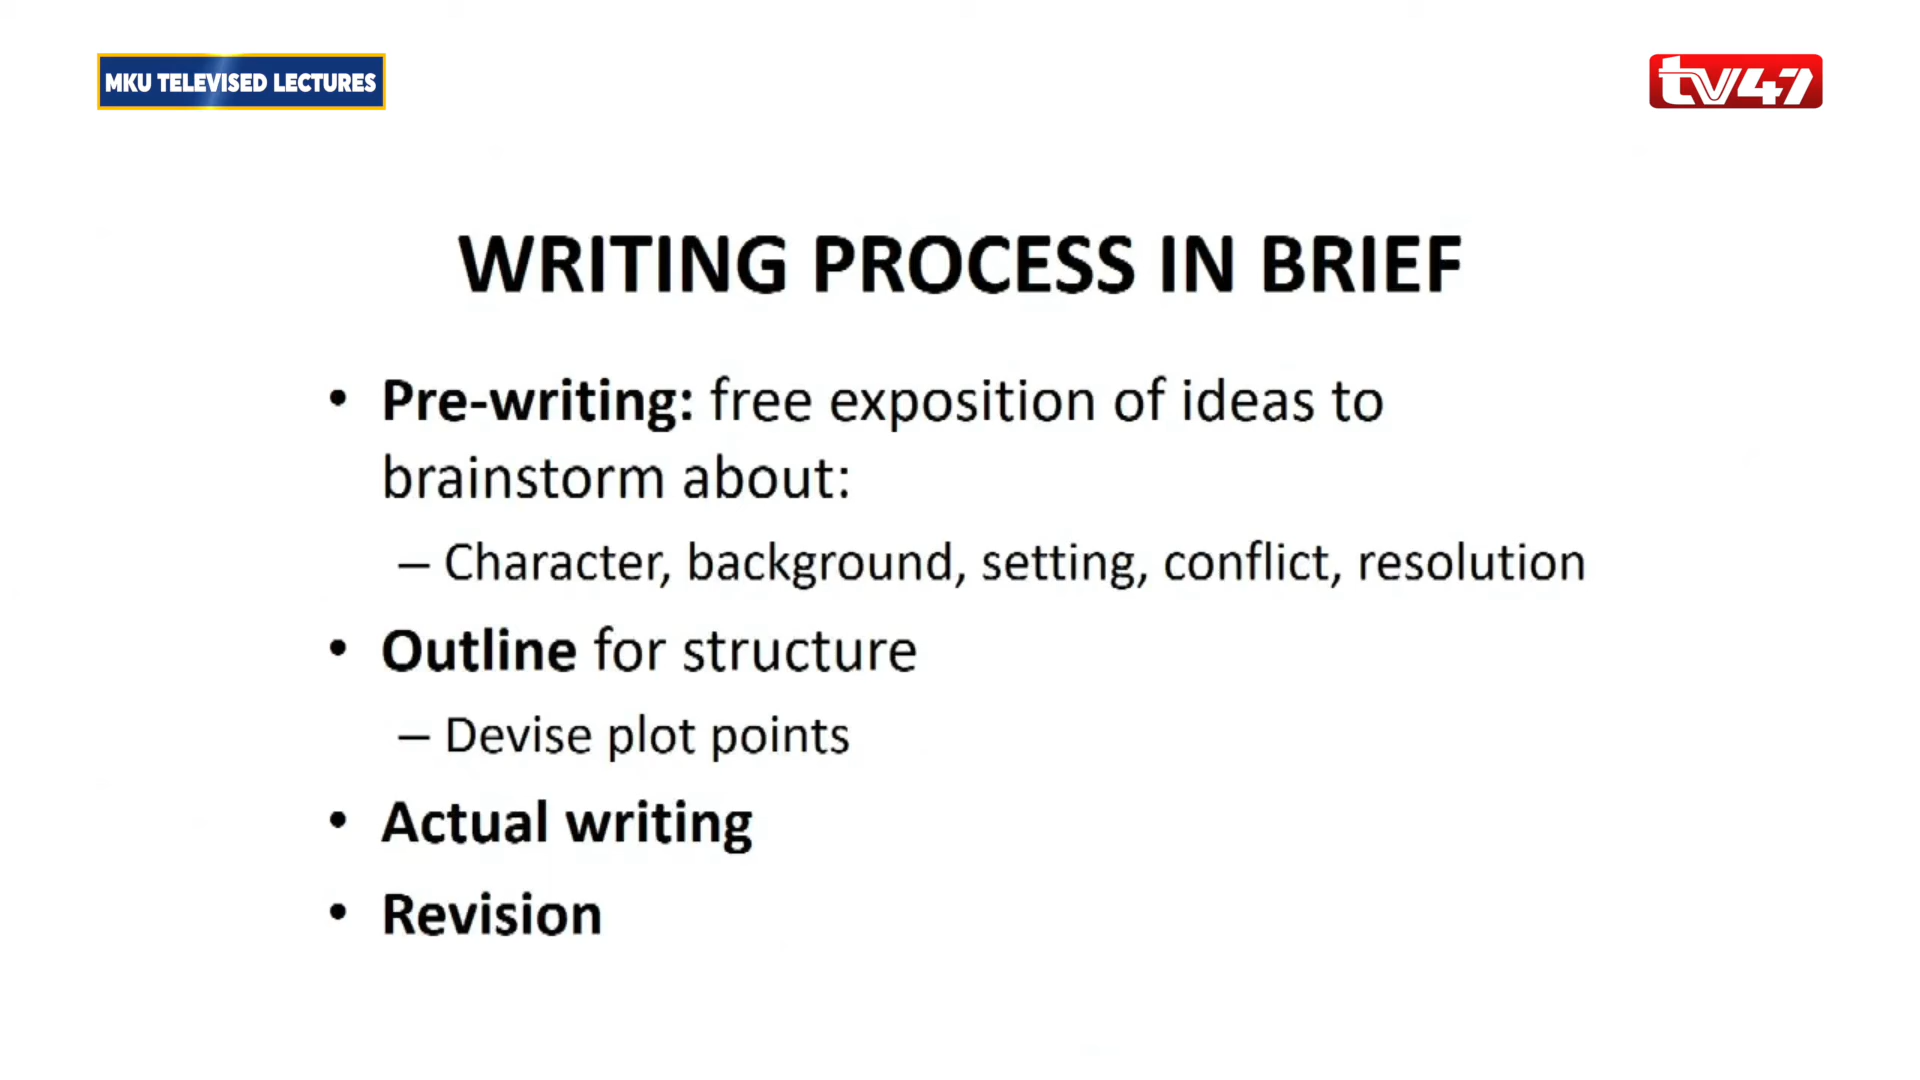 MKU TELEVISED LECTURES
tv47
WRITING PROCESS IN BRIEF
• Pre-writing: free exposition of ideas to
brainstorm about:
– Character, background, setting, conflict, resolution
• Outline for structure
– Devise plot points
• Actual writing
• Revision